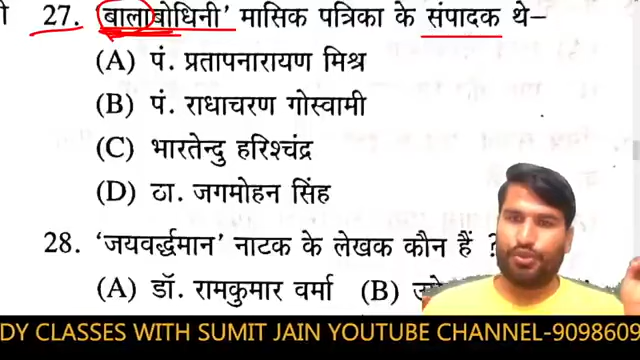 27. बालाबोधिनी’ मासिक पत्रिका के संपादक थे–
(A) पं. प्रतापनारायण मिश्र
(B) पं. राधाचरण गोस्वामी
(C) भारतेन्दु हरिश्चंद्र
(D) ठा. जगमोहन सिंह
28. ‘जयवर्द्धमान’ नाटक के लेखक कौन हैं ?
(A) डॉ. रामकुमार वर्मा (B)
DY CLASSES WITH SUMIT JAIN YOUTUBE CHANNEL-9098609